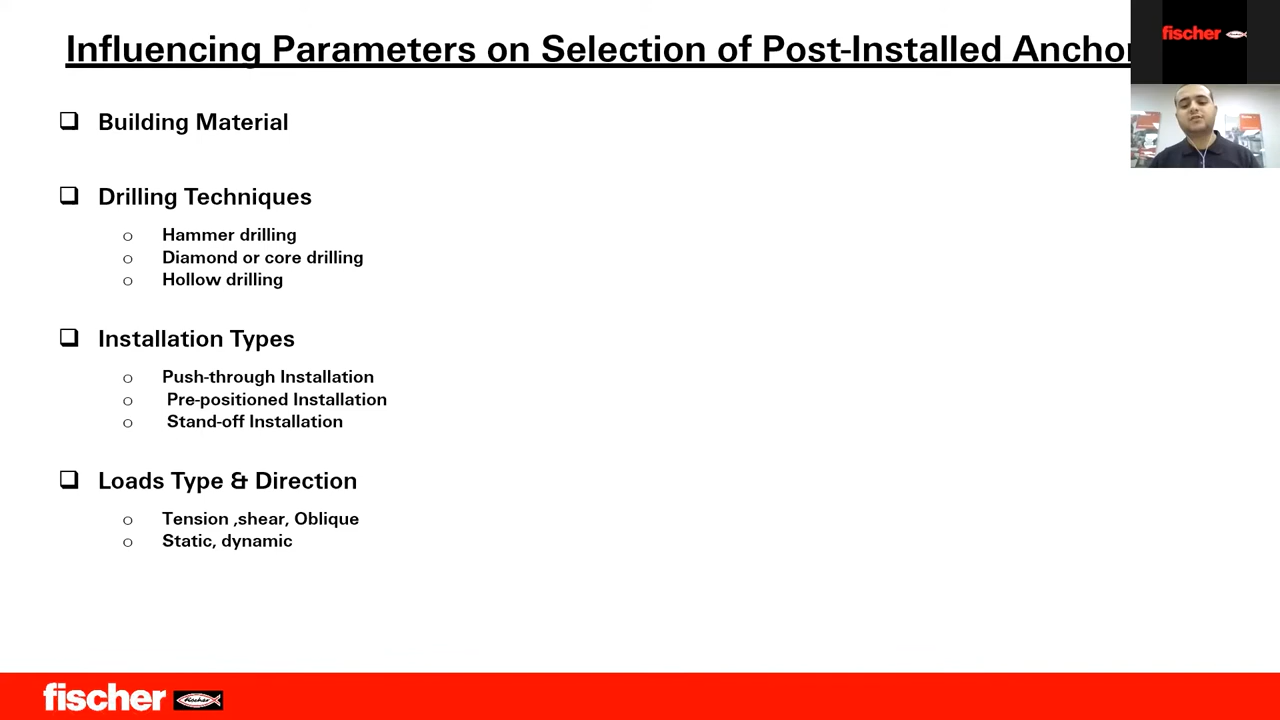 Influencing Parameters on Selection of Post-Installed Anchor
fischer
Building Material
Drilling Techniques
Hammer drilling
Diamond or core drilling
Hollow drilling
Installation Types
Push-through Installation
Pre-positioned Installation
Stand-off Installation
Loads Type & Direction
Tension ,shear, Oblique
Static, dynamic
fischer